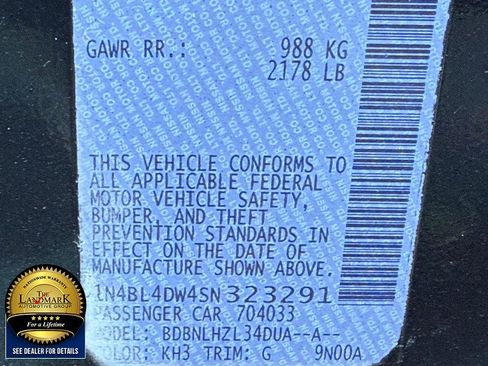 GAWR RR.: 988 KG
2178 LB
THIS VEHICLE CONFORMS TO
ALL APPLICABLE FEDERAL
MOTOR VEHICLE SAFETY,
BUMPER, AND THEFT
PREVENTION STANDARDS IN
EFFECT ON THE DATE OF
MANUFACTURE SHOWN ABOVE.
1N4BL4DW4SN323291
PASSENGER CAR 704033
MODEL: BDBNLHZL34DUA--A--
COLOR: KH3 TRIM: G 9N00A
THE
LANDMARK
AUTOMOTIVE GROUP
For a Lifetime
SEE DEALER FOR DETAILS